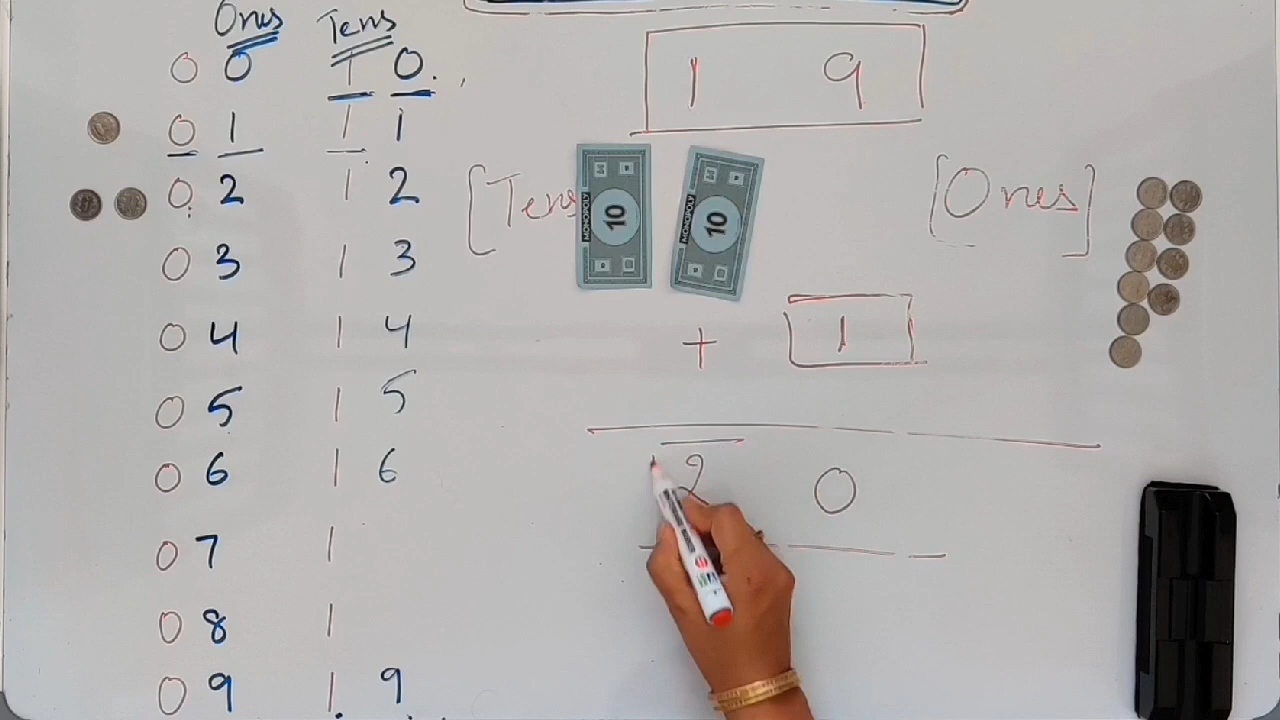 Ones Tens
0 0 1 0.
0 1 1 1
0 2 1 2
0 3 1 3
0 4 1 4
0 5 1 5
0 6 1 6
0 7 1
0 8 1
0 9 1 9
1 9
[Tens [Ones]
MONOPOLY 10 MONOPOLY 10
+ 1
2 0